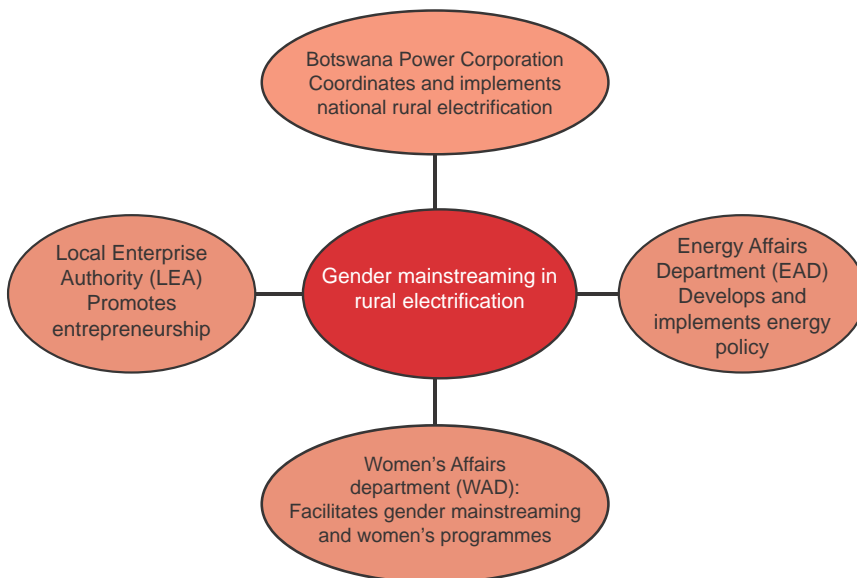 Botswana Power Corporation
Coordinates and implements
national rural electrification
Local Enterprise
Authority (LEA)
Promotes
entrepreneurship
Gender mainstreaming in
rural electrification
Energy Affairs
Department (EAD)
Develops and
implements energy
policy
Women’s Affairs
department (WAD):
Facilitates gender mainstreaming
and women’s programmes